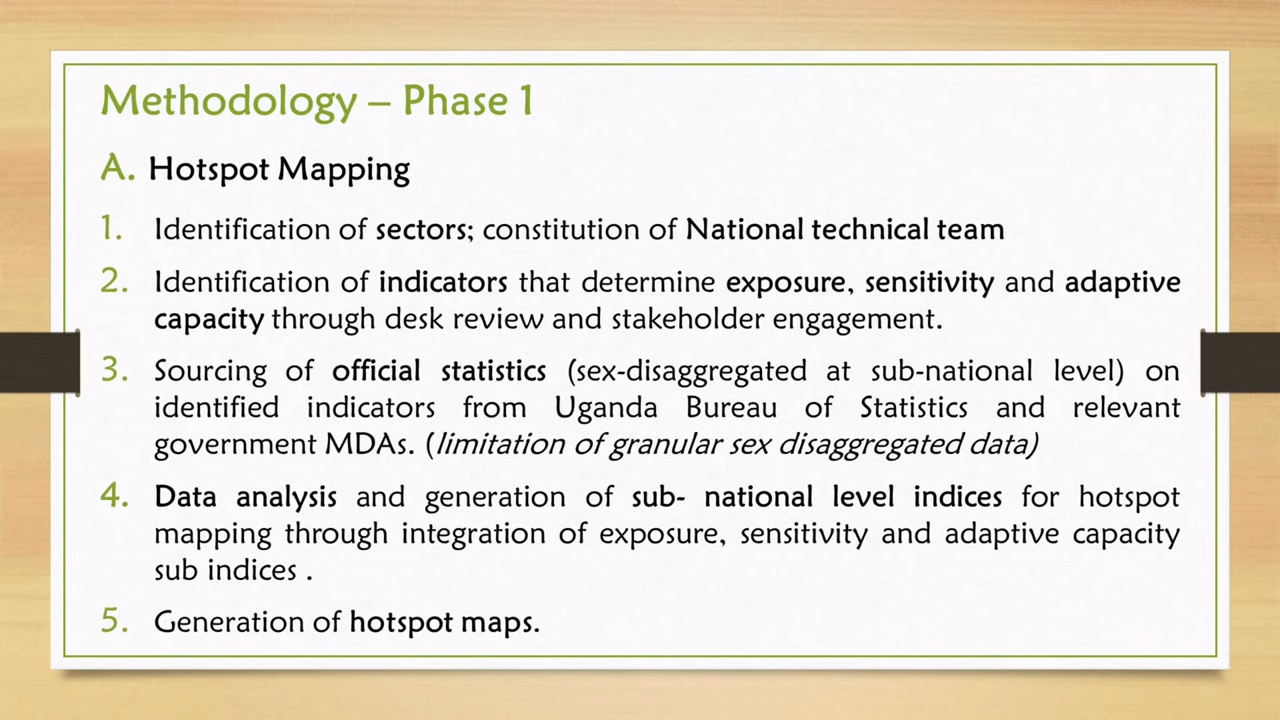 Methodology – Phase 1
A. Hotspot Mapping
1. Identification of sectors; constitution of National technical team
2. Identification of indicators that determine exposure, sensitivity and adaptive
capacity through desk review and stakeholder engagement.
3. Sourcing of official statistics (sex-disaggregated at sub-national level) on
identified indicators from Uganda Bureau of Statistics and relevant
government MDAs. (limitation of granular sex disaggregated data)
4. Data analysis and generation of sub- national level indices for hotspot
mapping through integration of exposure, sensitivity and adaptive capacity
sub indices .
5. Generation of hotspot maps.